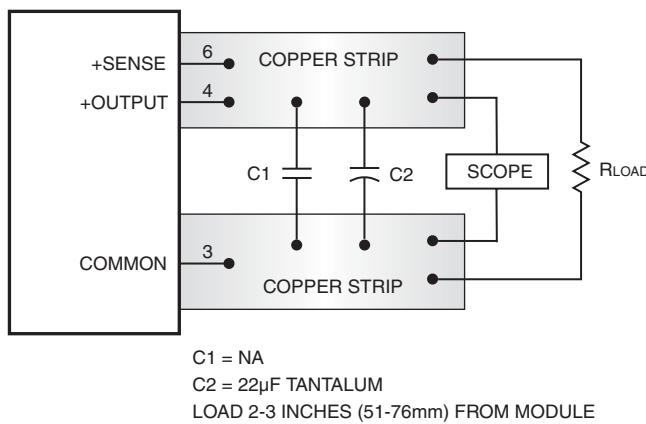 +SENSE 6 COPPER STRIP
+OUTPUT 4
C1 C2 SCOPE RLOAD
COMMON 3
COPPER STRIP
C1 = NA
C2 = 22µF TANTALUM
LOAD 2-3 INCHES (51-76mm) FROM MODULE